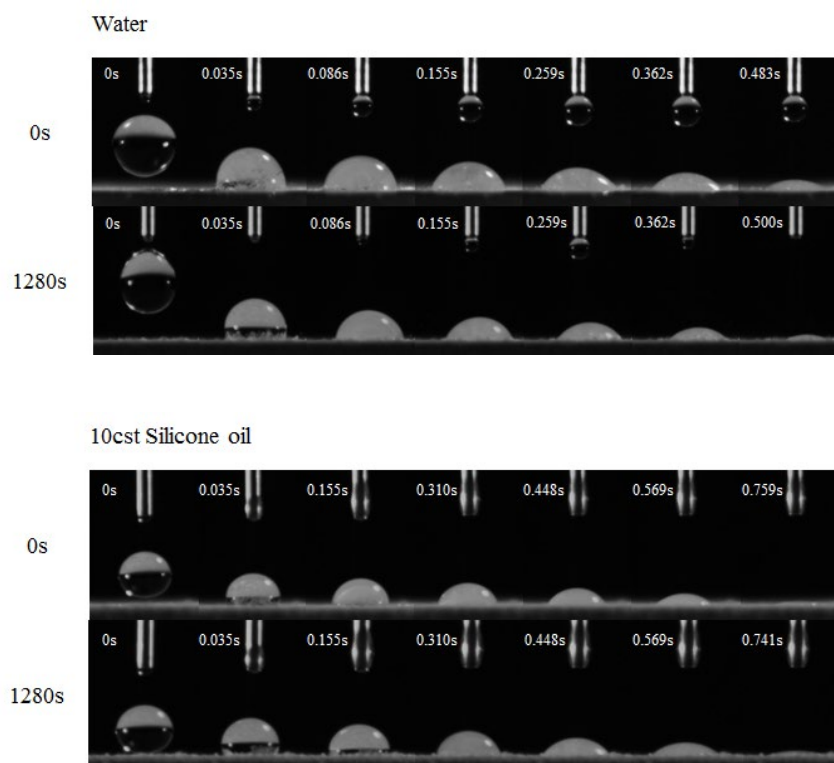 Water
0s
0s 0.035s 0.086s 0.155s 0.259s 0.362s 0.483s
1280s
0s 0.035s 0.086s 0.155s 0.259s 0.362s 0.500s
10cst Silicone oil
0s
0s 0.035s 0.155s 0.310s 0.448s 0.569s 0.759s
1280s
0s 0.035s 0.155s 0.310s 0.448s 0.569s 0.741s